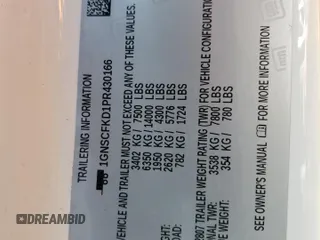 TRAILERING INFORMATION
1GNSCFKD1PR430166
VEHICLE AND TRAILER MUST NOT EXCEED ANY OF THESE
3402 KG / 7500 LBS
6350 KG / 14000 LBS
1950 KG / 4300 LBS
2620 KG / 5776 LBS
782 KG / 1724 LBS
2807 TRAILER WEIGHT RATING (TWR) FOR VEHICLE CONFIGURATION
3538 KG / 7800 LBS
E WEIGHT: 354 KG / 780 LBS
SEE OWNER'S MANUAL FOR MORE I
DREAMBID